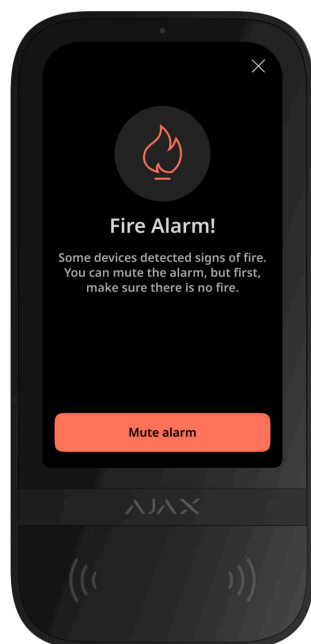 Fire Alarm!
Some devices detected signs of fire.
You can mute the alarm, but first,
make sure there is no fire.
Mute alarm
AJAX